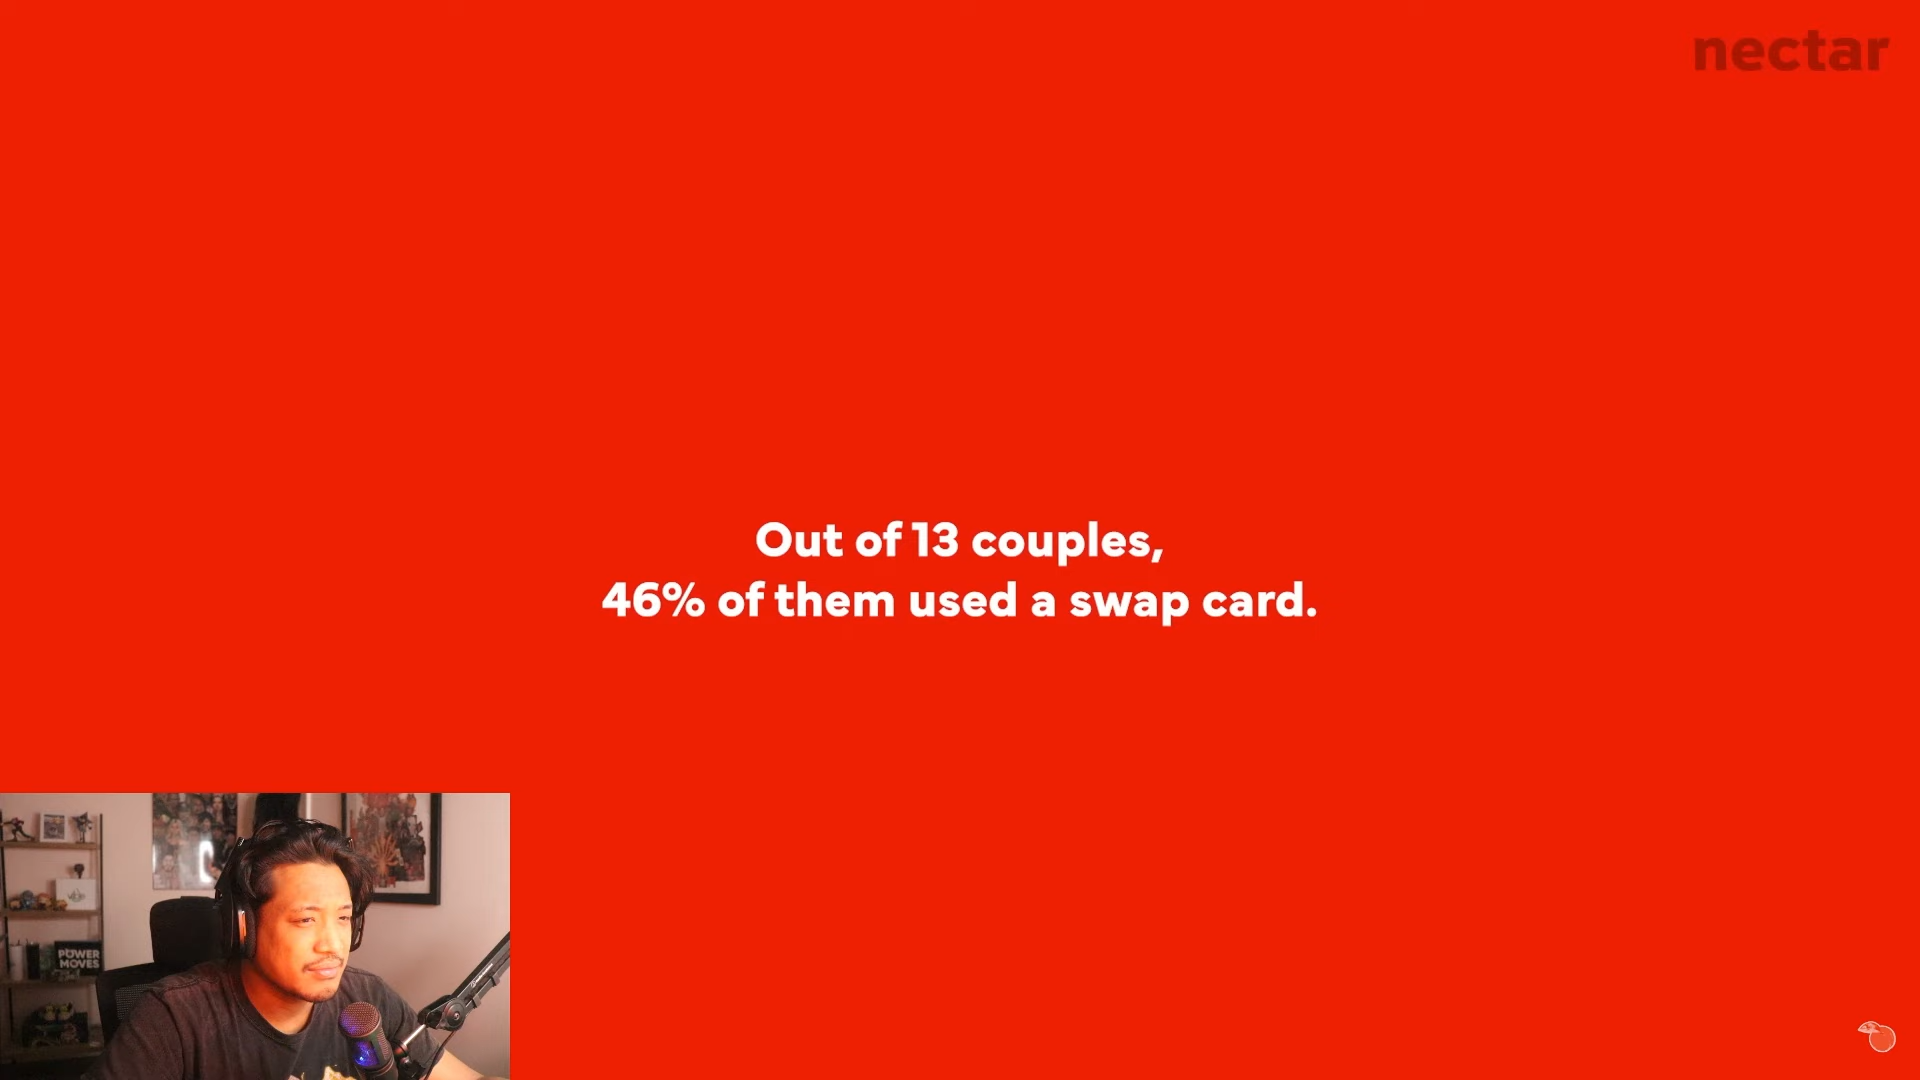 nectar
Out of 13 couples,
46% of them used a swap card.
POWER
MOVES